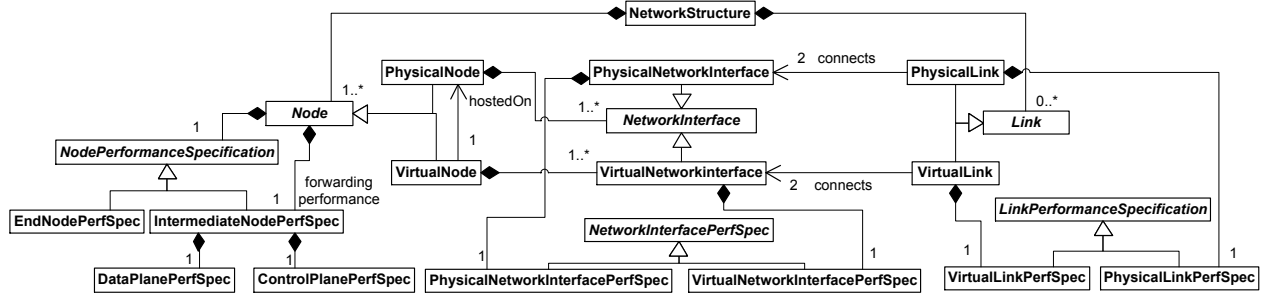 NetworkStructure
2 connects
PhysicalNode
PhysicalNetworkInterface
PhysicalLink
1..*
hostedOn
1..*
0..*
Node
NetworkInterface
Link
1
1
NodePerformanceSpecification
1..*
VirtualNode
VirtualNetworkinterface
VirtualLink
forwarding
performance
2 connects
1
EndNodePerfSpec
IntermediateNodePerfSpec
LinkPerformanceSpecification
NetworkInterfacePerfSpec
1
1
1
1
1
1
DataPlanePerfSpec
ControlPlanePerfSpec
PhysicalNetworkInterfacePerfSpec
VirtualNetworkInterfacePerfSpec
VirtualLinkPerfSpec
PhysicalLinkPerfSpec